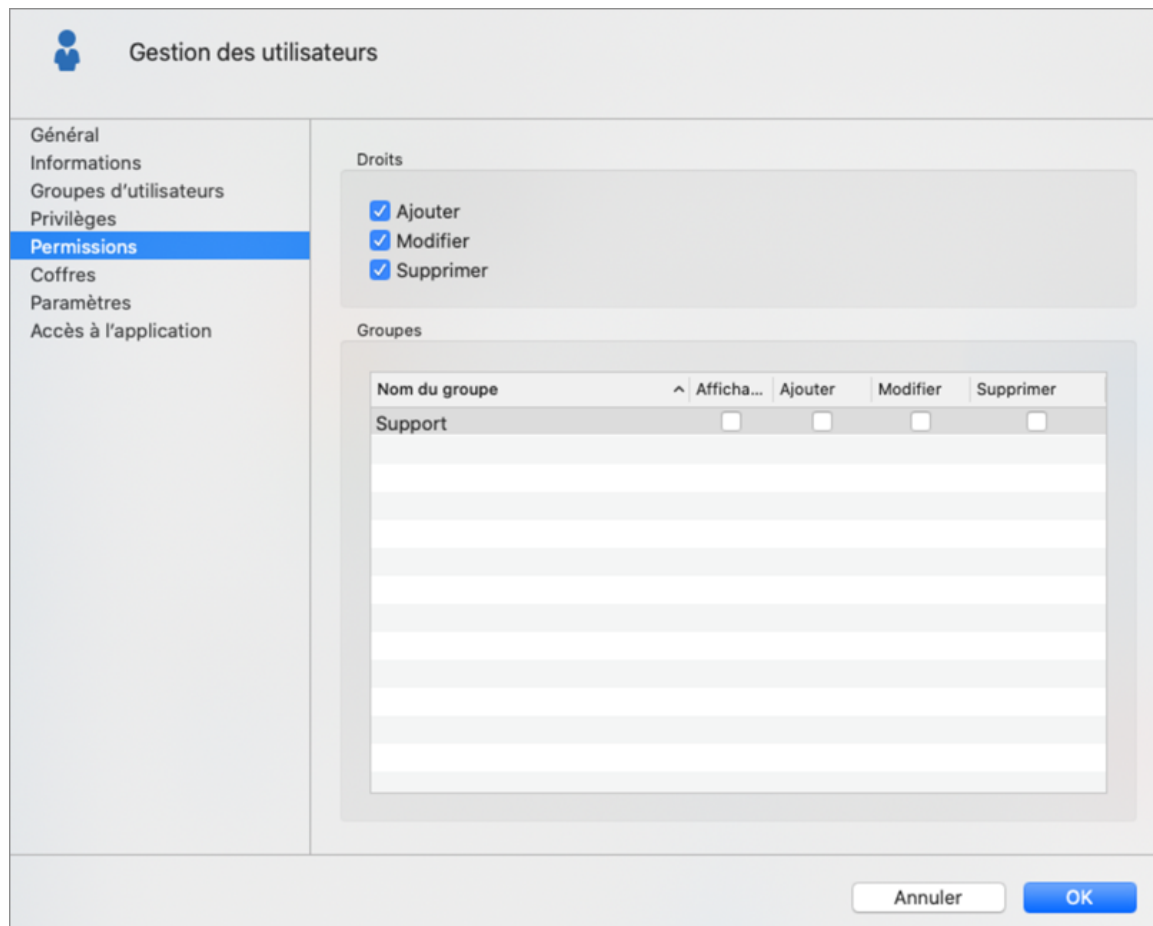 Gestion des utilisateurs
Général
Informations
Groupes d'utilisateurs
Privilèges
Permissions
Coffres
Paramètres
Accès à l'application
Droits
Ajouter
Modifier
Supprimer
Groupes
Nom du groupe Afficha... Ajouter Modifier Supprimer
Support
Annuler OK